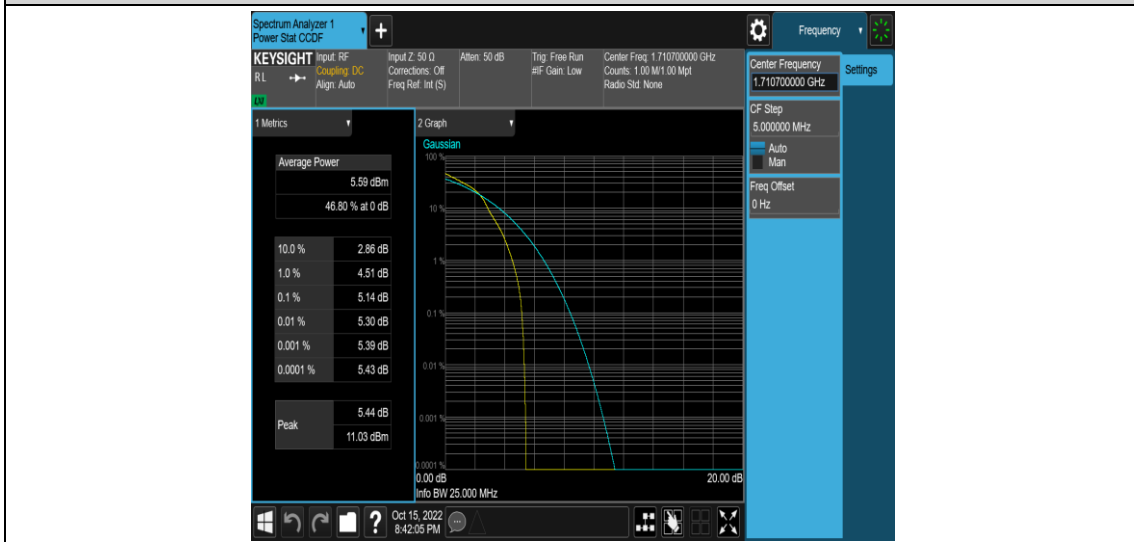 Spectrum Analyzer 1
Power Stat CCDF
Frequency
KEYSIGHT
RL
LXI
Input: RF
Coupling: DC
Align: Auto
Input Z: 50 Ω
Corrections: Off
Freq Ref: Int (S)
Atten: 50 dB
Trig: Free Run
#IF Gain: Low
Center Freq: 1.710700000 GHz
Counts: 1.00 M/1.00 Mpt
Radio Std: None
Center Frequency
1.710700000 GHz
Settings
CF Step
5.000000 MHz
Auto
Man
Freq Offset
0 Hz
1 Metrics
Average Power
5.59 dBm
46.80 % at 0 dB
10.0 % 2.86 dB
1.0 % 4.51 dB
0.1 % 5.14 dB
0.01 % 5.30 dB
0.001 % 5.39 dB
0.0001 % 5.43 dB
Peak
5.44 dB
11.03 dBm
2 Graph
Gaussian
100 %
10 %
1 %
0.1 %
0.01 %
0.001 %
0.0001 %
0.00 dB 20.00 dB
Info BW 25.000 MHz
?
Oct 15, 2022
8:42:05 PM